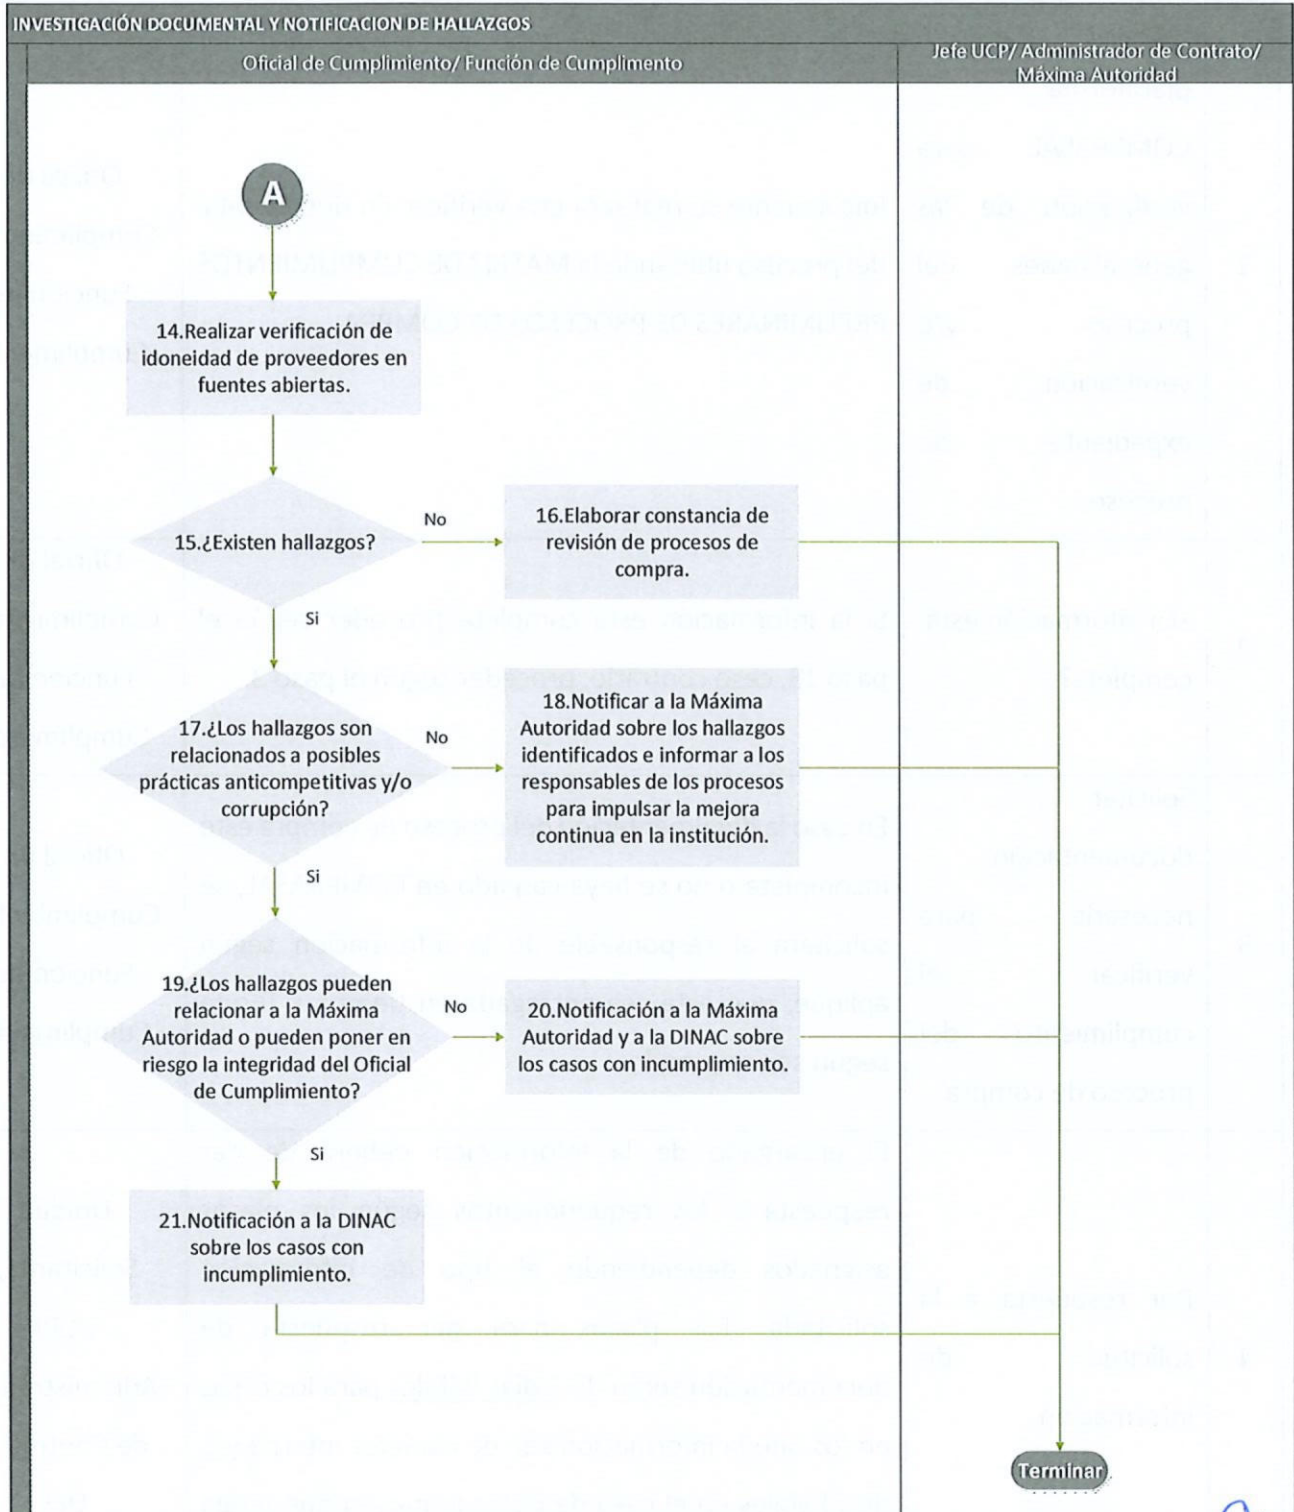 INVESTIGACIÓN DOCUMENTAL Y NOTIFICACION DE HALLAZGOS
Oficial de Cumplimiento/ Función de Cumplimento
Jefe UCP/ Administrador de Contrato/
Máxima Autoridad
A
14.Realizar verificación de
idoneidad de proveedores en
fuentes abiertas.
15.¿Existen hallazgos?
No
16.Elaborar constancia de
revisión de procesos de
compra.
Si
17.¿Los hallazgos son
relacionados a posibles
prácticas anticompetitivas y/o
corrupción?
No
18.Notificar a la Máxima
Autoridad sobre los hallazgos
identificados e informar a los
responsables de los procesos
para impulsar la mejora
continua en la institución.
Si
19.¿Los hallazgos pueden
relacionar a la Máxima
Autoridad o pueden poner en
riesgo la integridad del Oficial
de Cumplimiento?
No
20.Notificación a la Máxima
Autoridad y a la DINAC sobre
los casos con incumplimiento.
Si
21.Notificación a la DINAC
sobre los casos con
incumplimiento.
Terminar